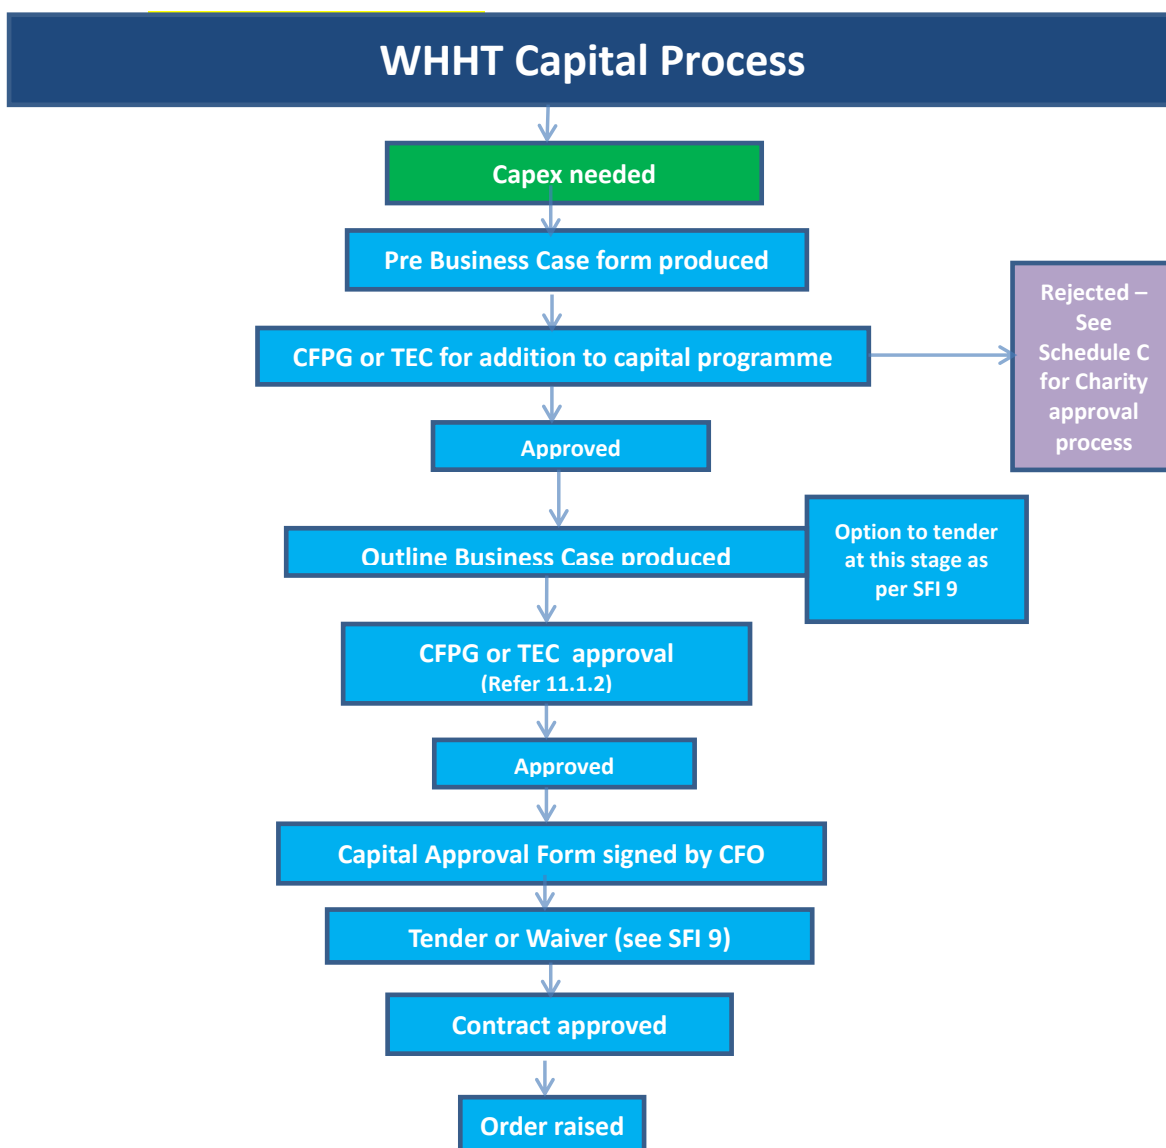 WHHT Capital Process
Capex needed
Pre Business Case form produced
CFPG or TEC for addition to capital programme
Rejected –
See
Schedule C
for Charity
approval
process
Approved
Outline Business Case produced
Option to tender
at this stage as
per SFI 9
CFPG or TEC approval
(Refer 11.1.2)
Approved
Capital Approval Form signed by CFO
Tender or Waiver (see SFI 9)
Contract approved
Order raised